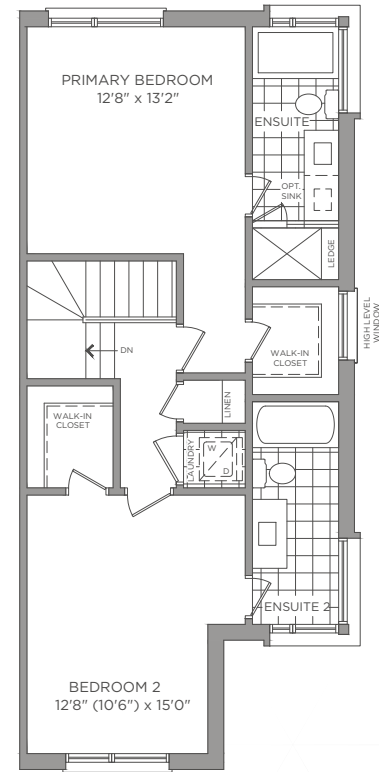 PRIMARY BEDROOM
12'8" x 13'2"
ENSUITE
OPT.
SINK
LEDGE
HIGH LEVEL
WINDOW
DN
WALK-IN
CLOSET
LINEN
WALK-IN
CLOSET
LAUNDRY
W
D
ENSUITE 2
BEDROOM 2
12'8" (10'6") x 15'0"